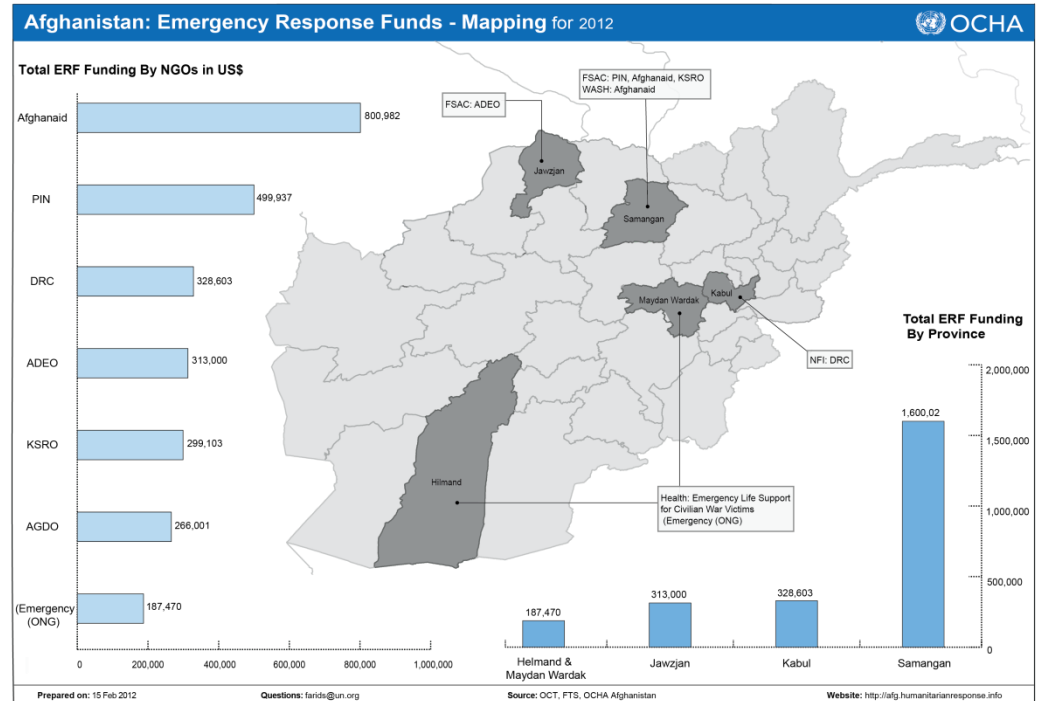 Afghanistan: Emergency Response Funds - Mapping for 2012
OCHA
Total ERF Funding By NGOs in US$
Afghanaid
800,982
PIN
499,937
DRC
328,603
ADEO
313,000
KSRO
299,103
AGDO
266,001
(Emergency
(ONG)
187,470
0
200,000
400,000
600,000
800,000
1,000,000
FSAC: ADEO
FSAC: PIN, Afghanaid, KSRO
WASH: Afghanaid
Jawzjan
Samangan
Maydan Wardak
Kabul
NFI: DRC
Hilmand
Health: Emergency Life Support
for Civilian War Victims
(Emergency (ONG)
Total ERF Funding
By Province
2,000,000
1,500,000
1,000,000
500,000
0
187,470
313,000
328,603
1,600,02
Helmand &
Maydan Wardak
Jawzjan
Kabul
Samangan
Prepared on: 15 Feb 2012
Questions: farids@un.org
Source: OCT, FTS, OCHA Afghanistan
Website: http://afg.humanitarianresponse.info